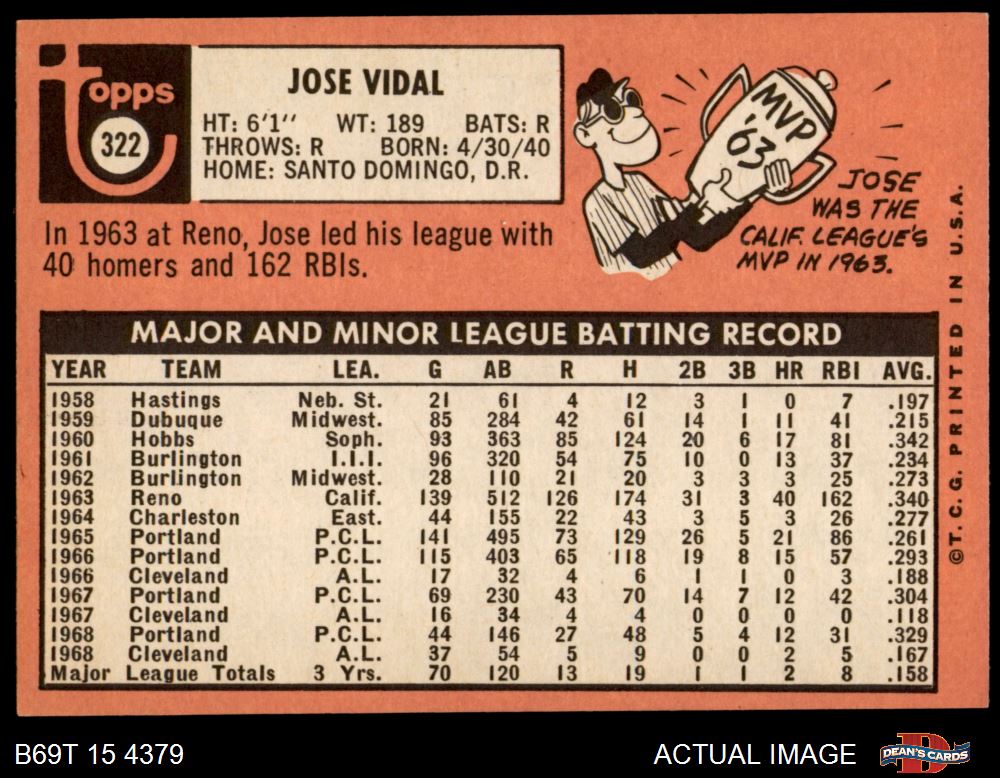 topps
322
JOSE VIDAL
HT: 6'1" WT: 189 BATS: R
THROWS: R BORN: 4/30/40
HOME: SANTO DOMINGO, D.R.
In 1963 at Reno, Jose led his league with
40 homers and 162 RBIs.
MVP
'63
JOSE
WAS THE
CALIF. LEAGUE'S
MVP IN 1963.
MAJOR AND MINOR LEAGUE BATTING RECORD
YEAR TEAM LEA. G AB R H 2B 3B HR RBI AVG.
1958 Hastings Neb. St. 21 61 4 12 3 1 0 7 .197
1959 Dubuque Midwest. 85 284 42 61 14 1 11 41 .215
1960 Hobbs Soph. 93 363 85 124 20 6 17 81 .342
1961 Burlington I.I.I. 96 320 54 75 10 0 13 37 .234
1962 Burlington Midwest. 28 110 21 20 3 3 3 25 .273
1963 Reno Calif. 139 512 126 174 31 3 40 162 .340
1964 Charleston East. 44 155 22 43 3 5 3 26 .277
1965 Portland P.C.L. 141 495 73 129 26 5 21 86 .261
1966 Portland P.C.L. 115 403 65 118 19 8 15 57 .293
1966 Cleveland A.L. 17 32 4 6 1 1 0 3 .188
1967 Portland P.C.L. 69 230 43 70 14 7 12 42 .304
1967 Cleveland A.L. 16 34 4 4 0 0 0 0 .118
1968 Portland P.C.L. 44 146 27 48 5 4 12 31 .329
1968 Cleveland A.L. 37 54 5 9 0 0 2 5 .167
Major League Totals 3 Yrs. 70 120 13 19 1 1 2 8 .158
©T.C.G. PRINTED IN U.S.A.
B69T 15 4379
ACTUAL IMAGE
DEAN'S CARDS